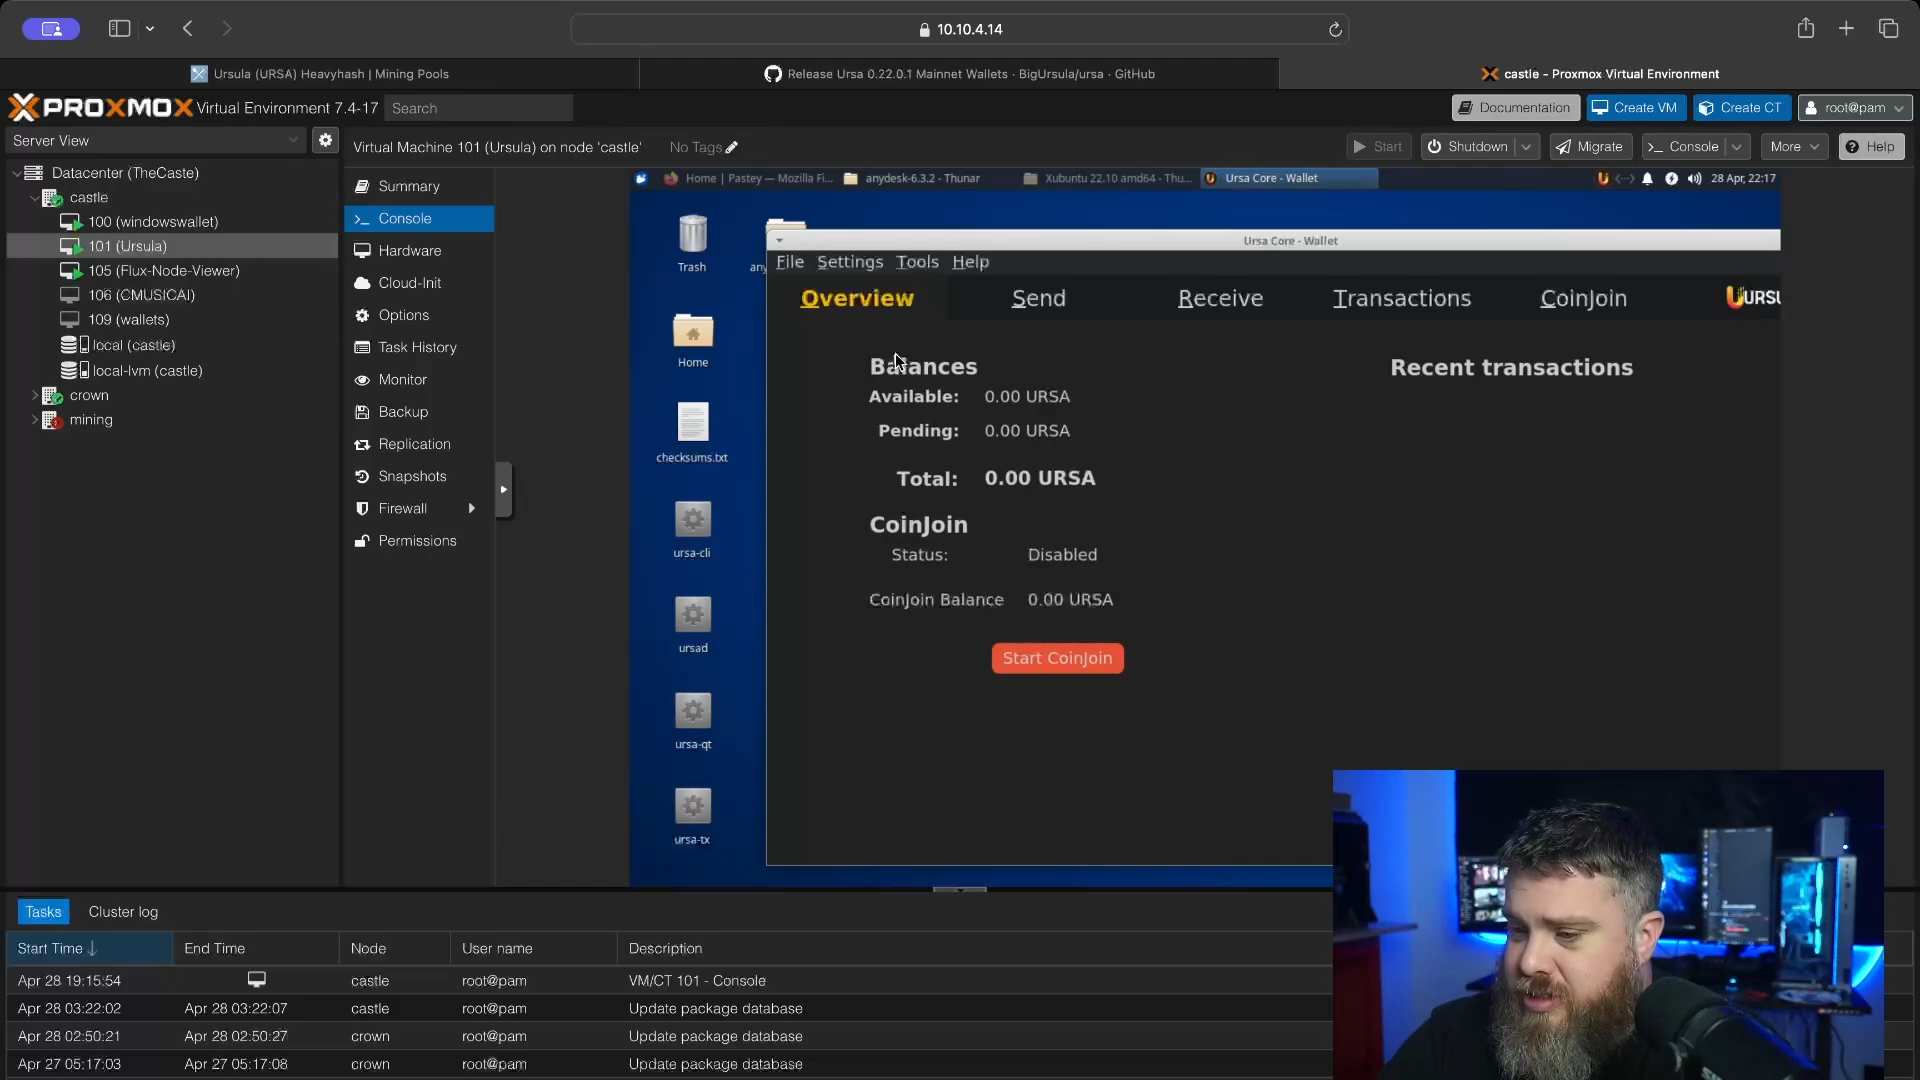 10.10.4.14
Ursula (URSA) Heavyhash | Mining Pools
Release Ursa 0.22.0.1 Mainnet Wallets · BigUrsula/ursa · GitHub
castle - Proxmox Virtual Environment
PROXMOX Virtual Environment 7.4-17
Search
Documentation
Create VM
Create CT
root@pam
Server View
Virtual Machine 101 (Ursula) on node 'castle'
No Tags
Start
Shutdown
Migrate
Console
More
Help
Datacenter (TheCastle)
castle
100 (windowswallet)
101 (Ursula)
105 (Flux-Node-Viewer)
106 (CMUSICAI)
109 (wallets)
local (castle)
local-lvm (castle)
crown
mining
Summary
Console
Hardware
Cloud-Init
Options
Task History
Monitor
Backup
Replication
Snapshots
Firewall
Permissions
Home | Pastey — Mozilla Fi...
anydesk-6.3.2 - Thunar
Xubuntu 22.10 amd64 - Thu...
Ursa Core - Wallet
28 Apr, 22:17
Trash
any
Home
checksums.txt
ursa-cli
ursad
ursa-qt
ursa-tx
Ursa Core - Wallet
File Settings Tools Help
Overview
Send
Receive
Transactions
CoinJoin
URSU
Balances
Available: 0.00 URSA
Pending: 0.00 URSA
Total: 0.00 URSA
CoinJoin
Status: Disabled
CoinJoin Balance 0.00 URSA
Start CoinJoin
Recent transactions
Tasks
Cluster log
Start Time End Time Node User name Description
Apr 28 19:15:54 castle root@pam VM/CT 101 - Console
Apr 28 03:22:02 Apr 28 03:22:07 castle root@pam Update package database
Apr 28 02:50:21 Apr 28 02:50:27 crown root@pam Update package database
Apr 27 05:17:03 Apr 27 05:17:08 crown root@pam Update package database